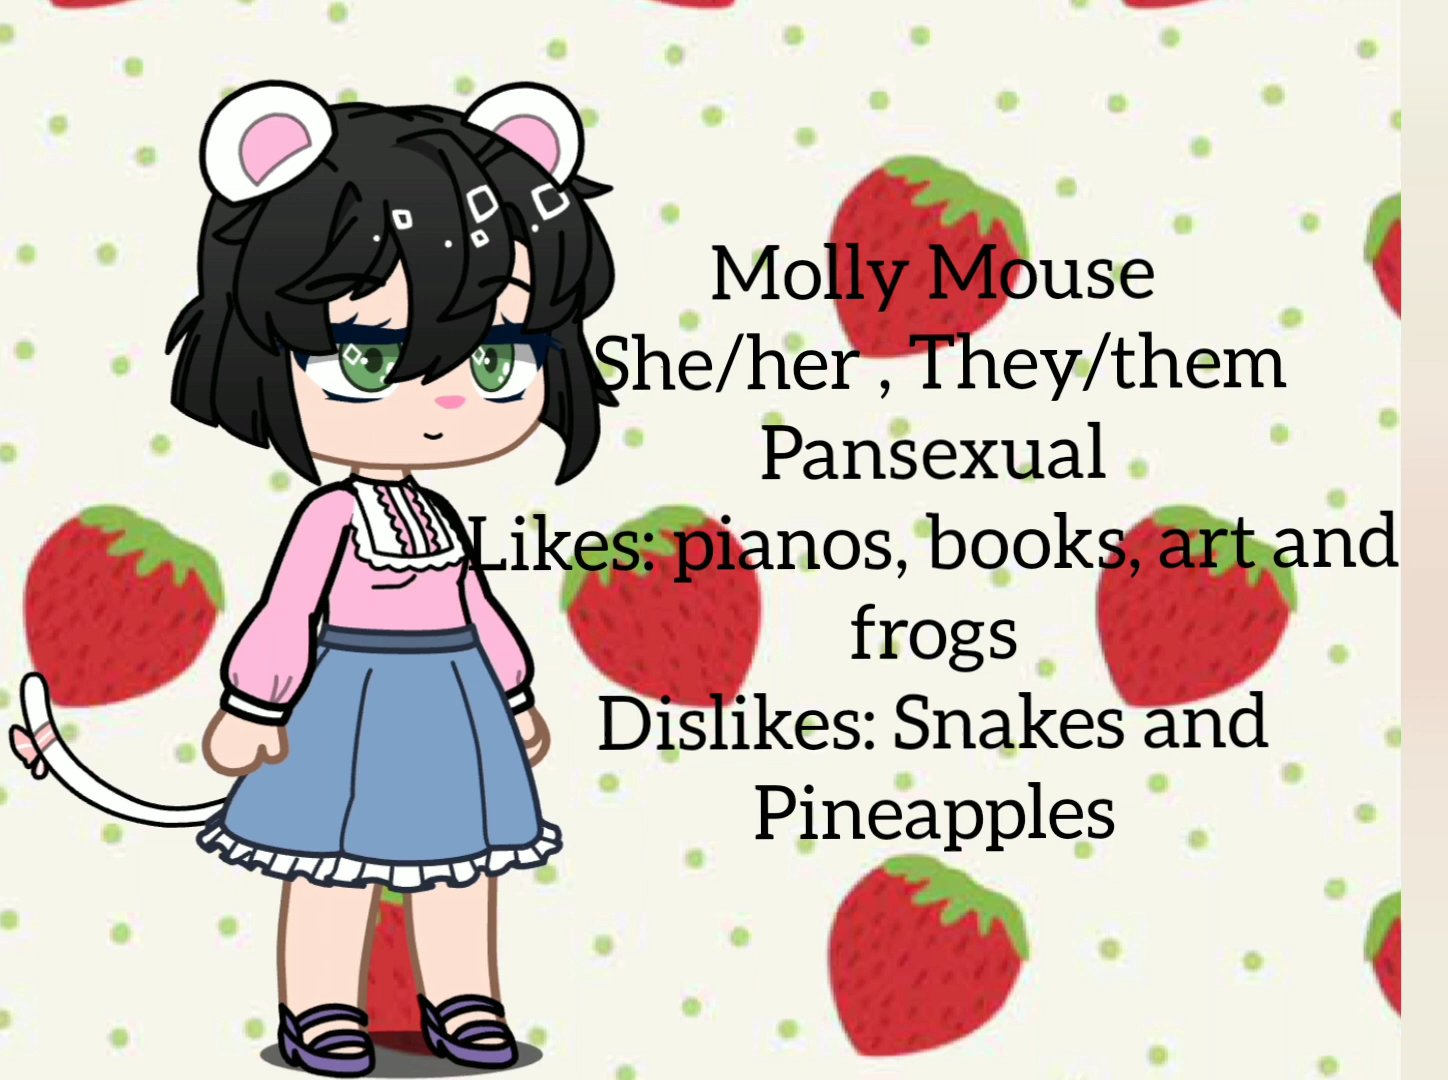 Molly Mouse
She/her , They/them
Pansexual
Likes: pianos, books, art and
frogs
Dislikes: Snakes and
Pineapples